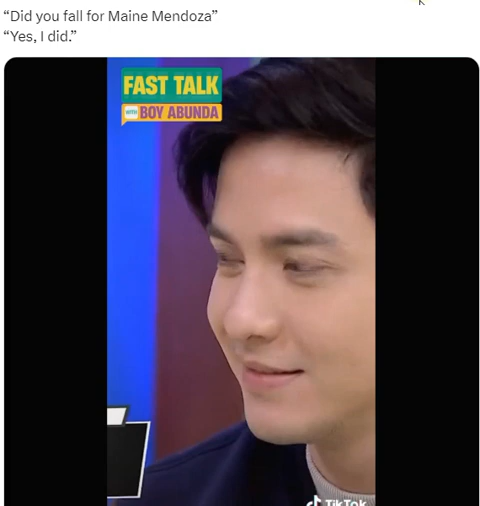 “Did you fall for Maine Mendoza”
“Yes, I did.”
FAST TALK
WITH BOY ABUNDA
TikTok